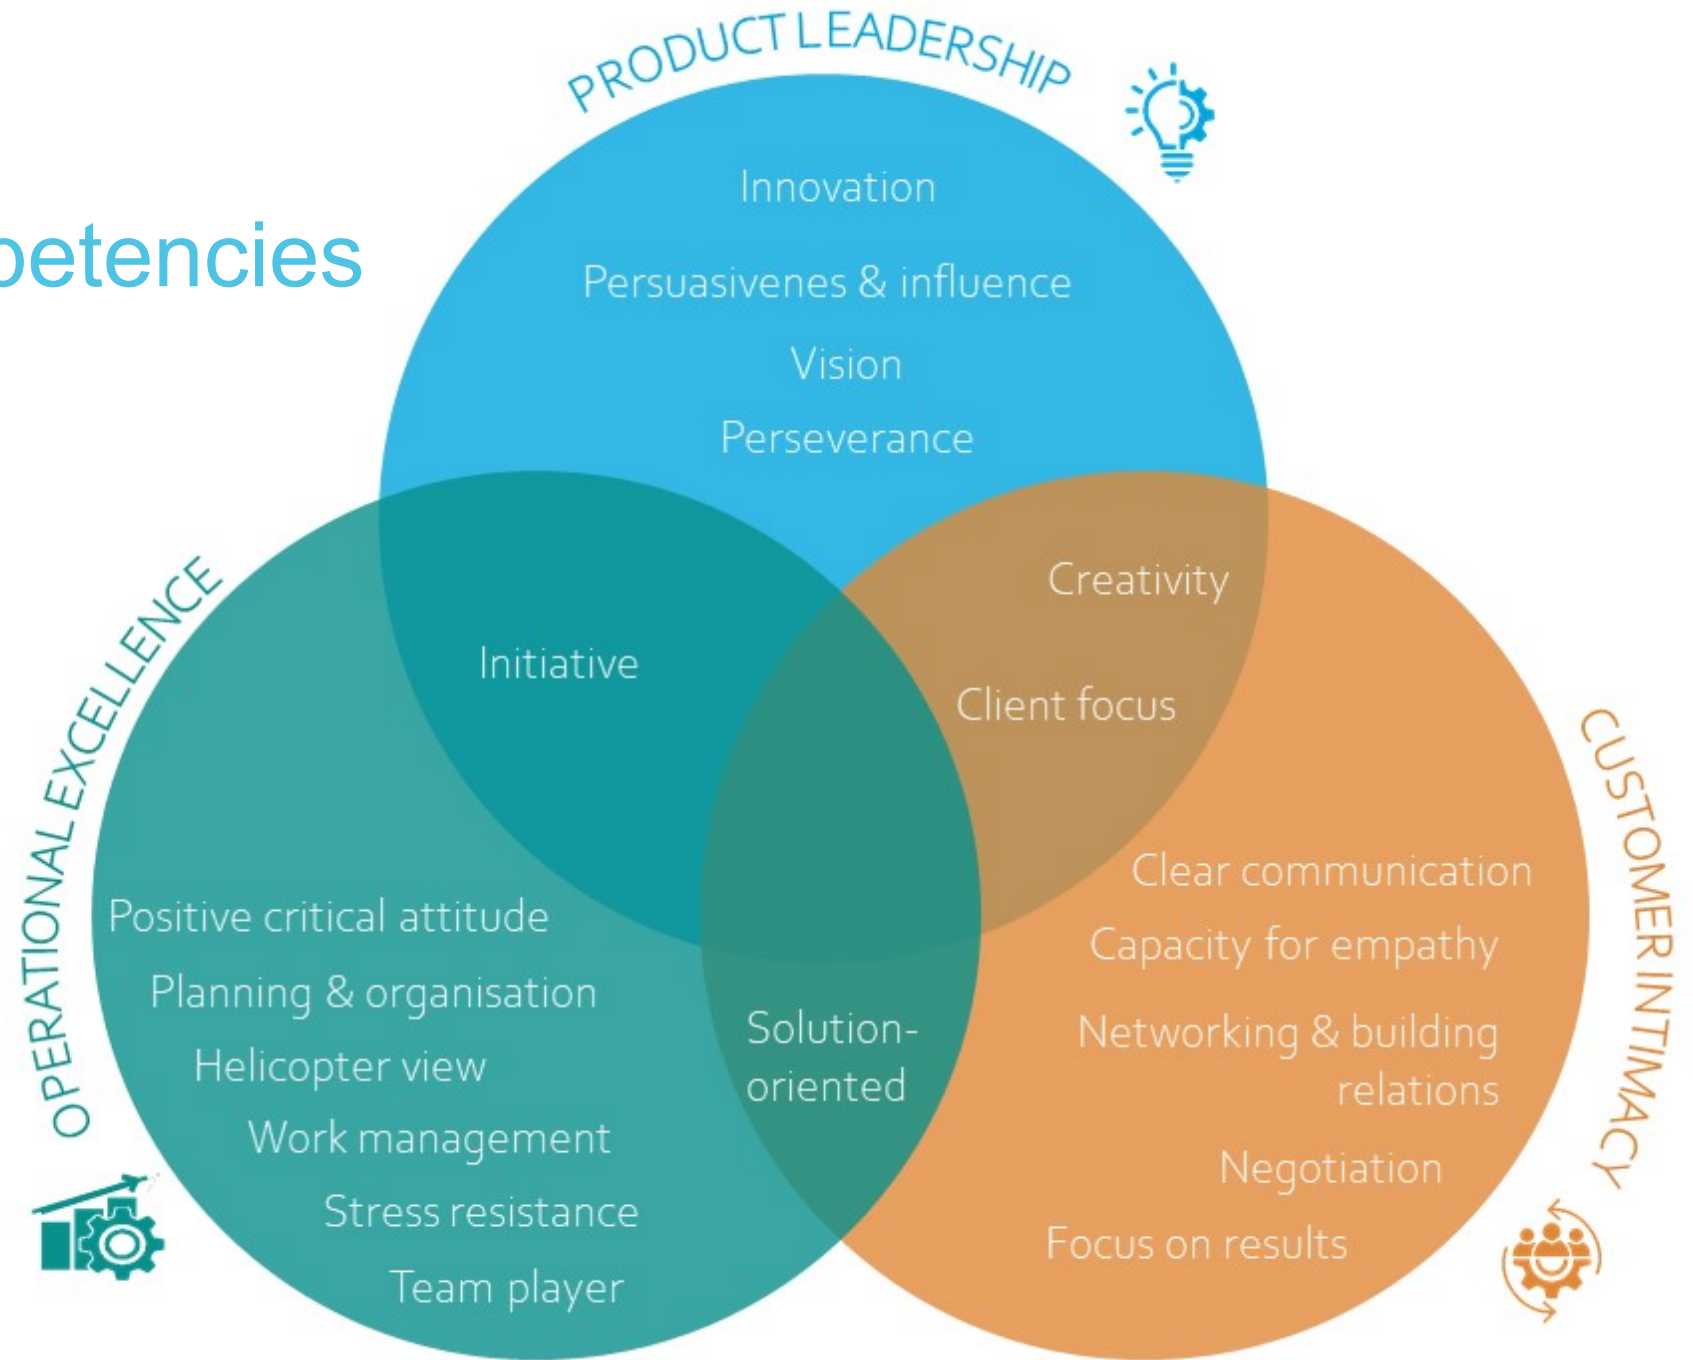 PRODUCT LEADERSHIP
petencies
Innovation
Persuasivenes & influence
Vision
Perseverance
OPERATIONAL EXCELLENCE
Initiative
Creativity
Client focus
CUSTOMER INTIMACY
Positive critical attitude
Planning & organisation
Helicopter view
Work management
Stress resistance
Team player
Solution-
oriented
Clear communication
Capacity for empathy
Networking & building
relations
Negotiation
Focus on results